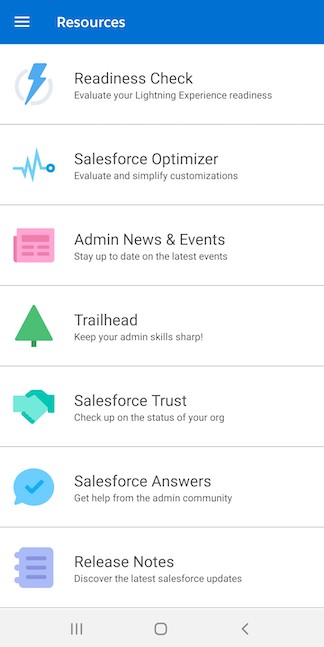 Resources
Readiness Check
Evaluate your Lightning Experience readiness
Salesforce Optimizer
Evaluate and simplify customizations
Admin News & Events
Stay up to date on the latest events
Trailhead
Keep your admin skills sharp!
Salesforce Trust
Check up on the status of your org
Salesforce Answers
Get help from the admin community
Release Notes
Discover the latest salesforce updates